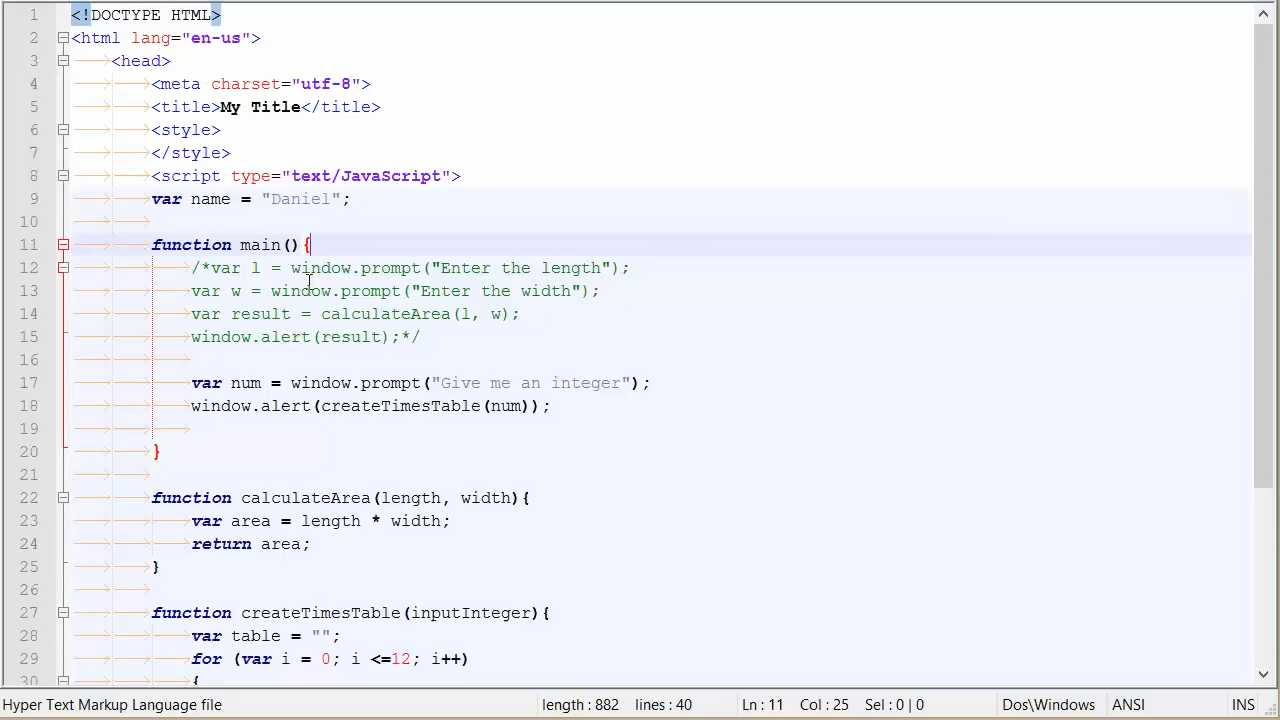 1 <!DOCTYPE HTML>
2 <html lang="en-us">
3 <head>
4 <meta charset="utf-8">
5 <title>My Title</title>
6 <style>
7 </style>
8 <script type="text/JavaScript">
9 var name = "Daniel";
10
11 function main(){
12 /*var l = window.prompt("Enter the length");
13 var w = window.prompt("Enter the width");
14 var result = calculateArea(l, w);
15 window.alert(result);*/
16
17 var num = window.prompt("Give me an integer");
18 window.alert(createTimesTable(num));
19
20 }
21
22 function calculateArea(length, width){
23 var area = length * width;
24 return area;
25 }
26
27 function createTimesTable(inputInteger){
28 var table = "";
29 for (var i = 0; i <=12; i++)
30 {
Hyper Text Markup Language file length : 882 lines : 40 Ln : 11 Col : 25 Sel : 0 | 0 Dos\Windows ANSI INS